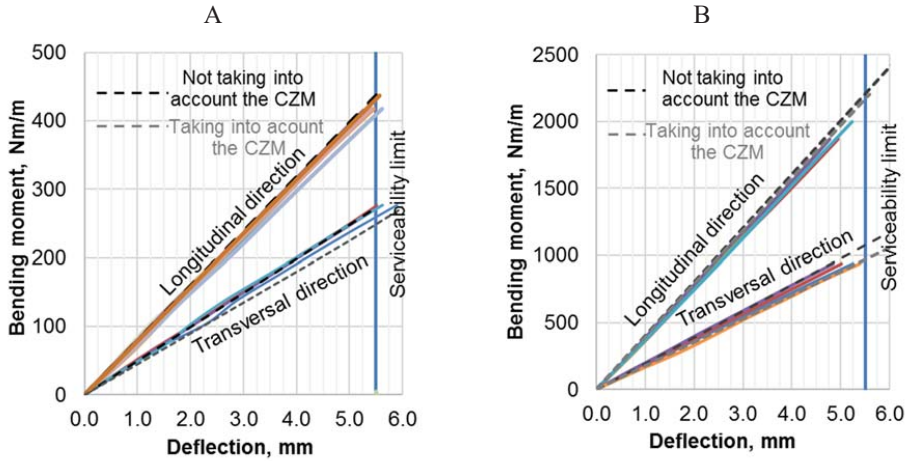 A
500
400
300
200
100
0
Bending moment, Nm/m
Not taking into
account the CZM
Taking into acount
the CZM
Longitudinal direction
Transversal direction
Serviceability limit
0.0 1.0 2.0 3.0 4.0 5.0 6.0
Deflection, mm
B
2500
2000
1500
1000
500
0
Bending moment, Nm/m
Not taking into
account the CZM
Taking into account
the CZM
Longitudinal direction
Transversal direction
Serviceability limit
0.0 1.0 2.0 3.0 4.0 5.0 6.0
Deflection, mm